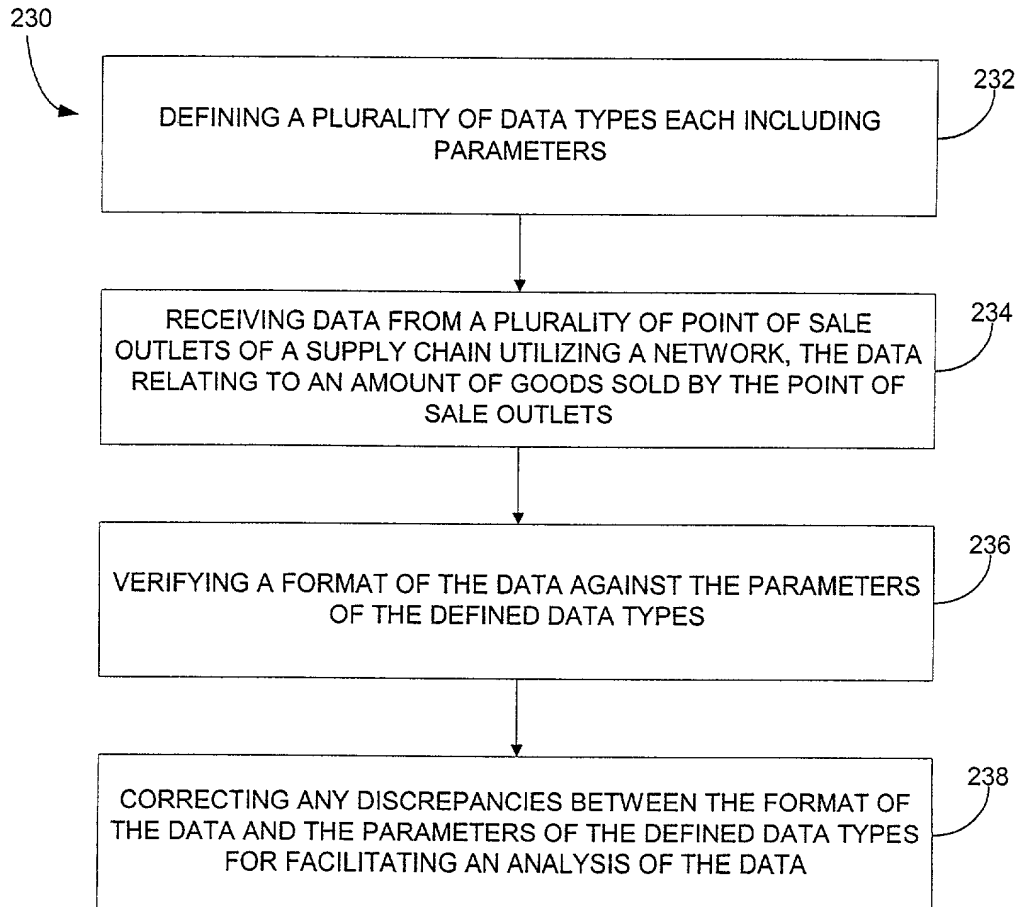 230
232
DEFINING A PLURALITY OF DATA TYPES EACH INCLUDING
PARAMETERS
234
RECEIVING DATA FROM A PLURALITY OF POINT OF SALE
OUTLETS OF A SUPPLY CHAIN UTILIZING A NETWORK, THE DATA
RELATING TO AN AMOUNT OF GOODS SOLD BY THE POINT OF
SALE OUTLETS
236
VERIFYING A FORMAT OF THE DATA AGAINST THE PARAMETERS
OF THE DEFINED DATA TYPES
238
CORRECTING ANY DISCREPANCIES BETWEEN THE FORMAT OF
THE DATA AND THE PARAMETERS OF THE DEFINED DATA TYPES
FOR FACILITATING AN ANALYSIS OF THE DATA